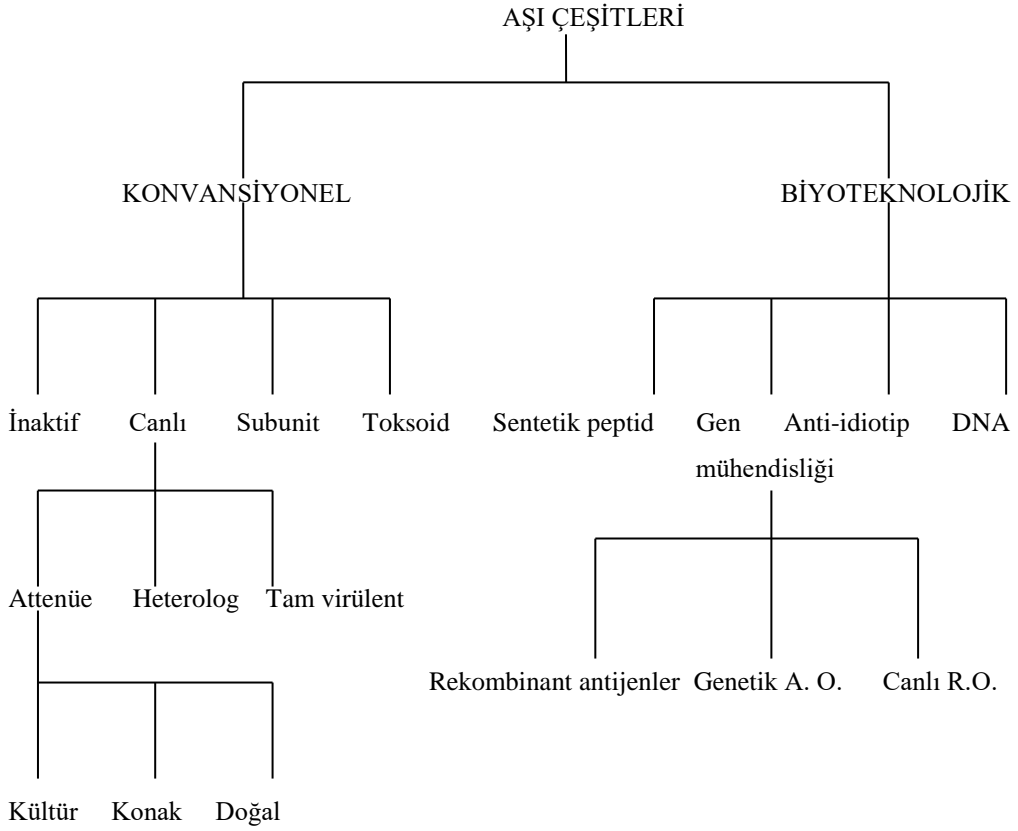 AŞI ÇEŞİTLERİ
KONVANSİYONEL BİYOTEKNOLOJİK
İnaktif Canlı Subunit Toksoid Sentetik peptid Gen Anti-idiotip DNA
mühendisliği
Attenüe Heterolog Tam virülent
Rekombinant antijenler Genetik A. O. Canlı R.O.
Kültür Konak Doğal